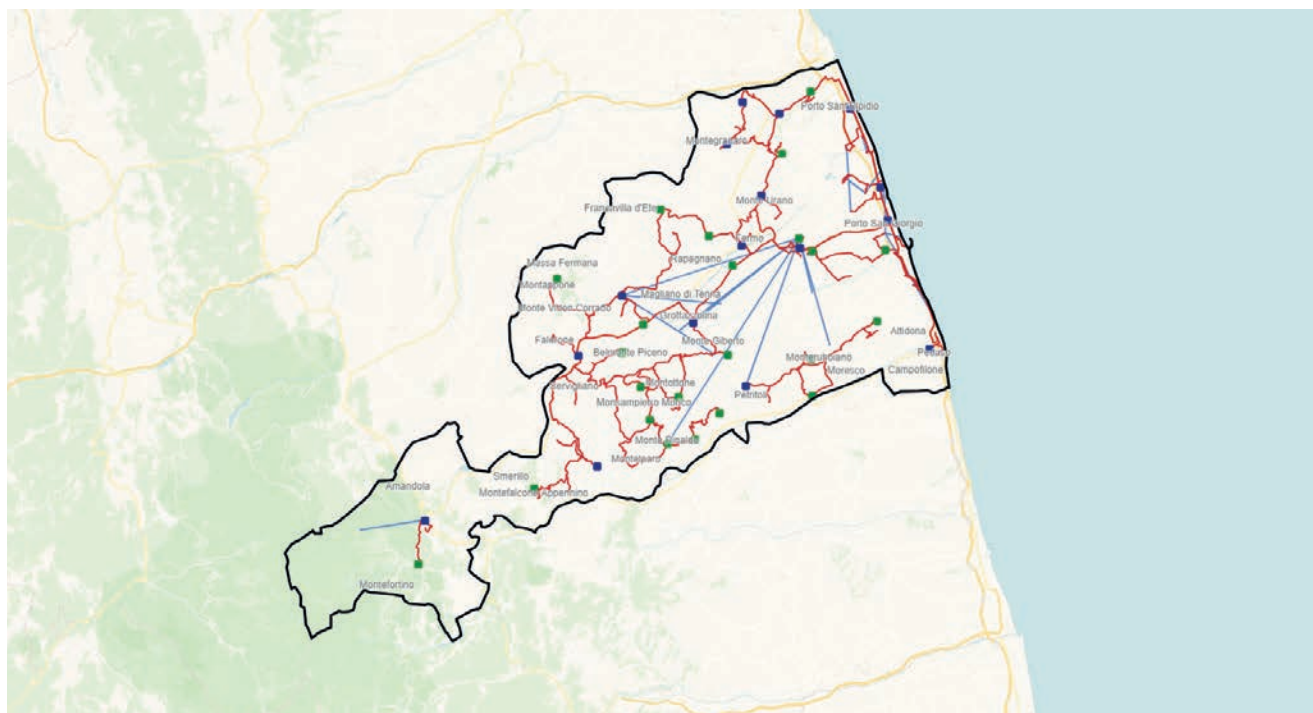 Porto Sant'Elpidio
Montegranaro
Francavilla d'Ete
Monte Urano
Porto San Giorgio
Fermo
Rapagnano
Massa Fermana
Montappone
Magliano di Tenna
Monte Vidon Corrado
Grottazzolina
Falerone
Monte Giberto
Altidona
Belmonte Piceno
Pedaso
Monterubbiano
Moresco
Campofilone
Servigliano
Montottone
Petritoli
Monsampietro Morico
Monte Rinaldo
Montelparo
Smerillo
Amandola
Montefalcone Appennino
Montefortino